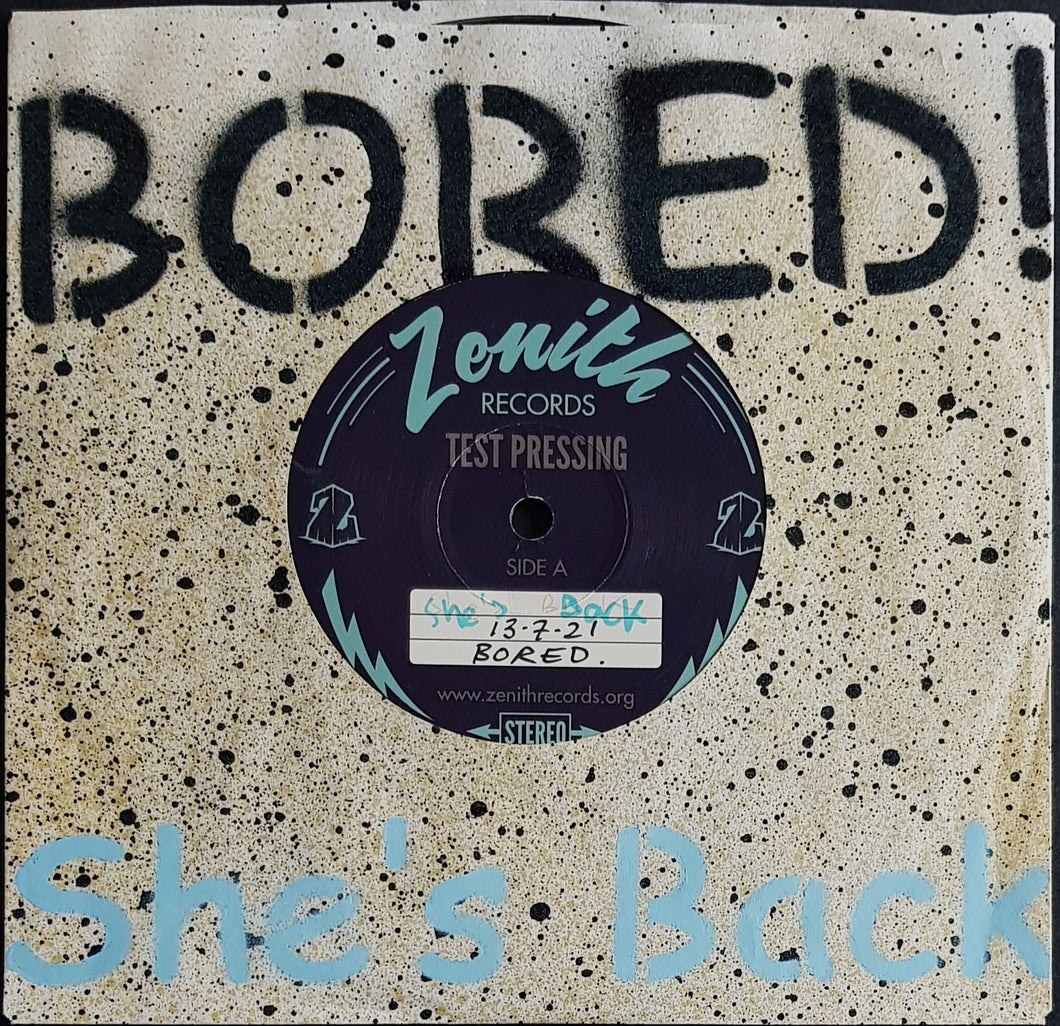 BORED!
Zenith
RECORDS
TEST PRESSING
Z Z
SIDE A
She's Back
13-7-21
BORED.
www.zenithrecords.org
STEREO
She's Back